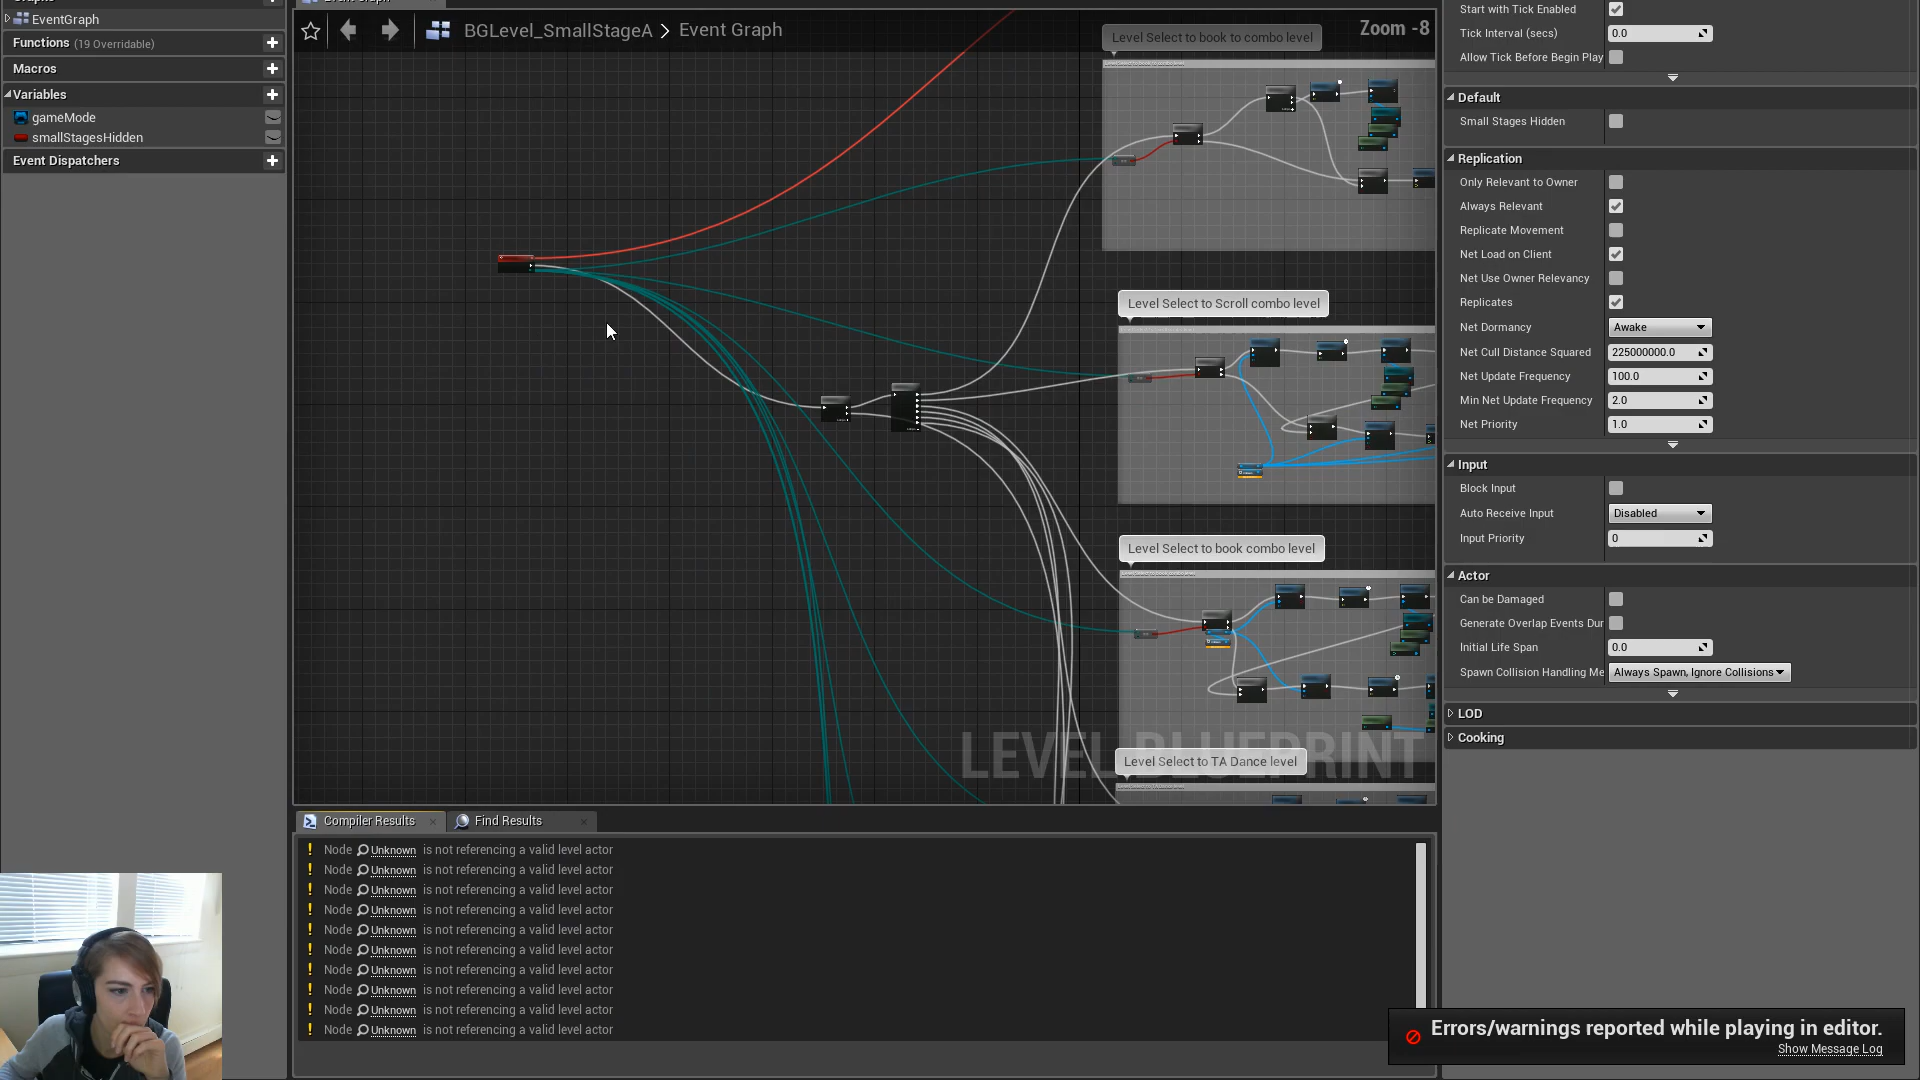 EventGraph
Functions (19 Overridable)
Macros
Variables
gameMode
smallStagesHidden
Event Dispatchers
BGLevel_SmallStageA > Event Graph
Zoom -8
Level Select to book to combo level
Level Select to Scroll combo level
Level Select to book combo level
Level Select to TA Dance level
LEVEL BLUEPRINT
Compiler Results
Find Results
Node Unknown is not referencing a valid level actor
Node Unknown is not referencing a valid level actor
Node Unknown is not referencing a valid level actor
Node Unknown is not referencing a valid level actor
Node Unknown is not referencing a valid level actor
Node Unknown is not referencing a valid level actor
Node Unknown is not referencing a valid level actor
Node Unknown is not referencing a valid level actor
Node Unknown is not referencing a valid level actor
Node Unknown is not referencing a valid level actor
Start with Tick Enabled
Tick Interval (secs) 0.0
Allow Tick Before Begin Play
Default
Small Stages Hidden
Replication
Only Relevant to Owner
Always Relevant
Replicate Movement
Net Load on Client
Net Use Owner Relevancy
Replicates
Net Dormancy Awake
Net Cull Distance Squared 225000000.0
Net Update Frequency 100.0
Min Net Update Frequency 2.0
Net Priority 1.0
Input
Block Input
Auto Receive Input Disabled
Input Priority 0
Actor
Can be Damaged
Generate Overlap Events Dur
Initial Life Span 0.0
Spawn Collision Handling Me Always Spawn, Ignore Collisions
LOD
Cooking
Errors/warnings reported while playing in editor.
Show Message Log